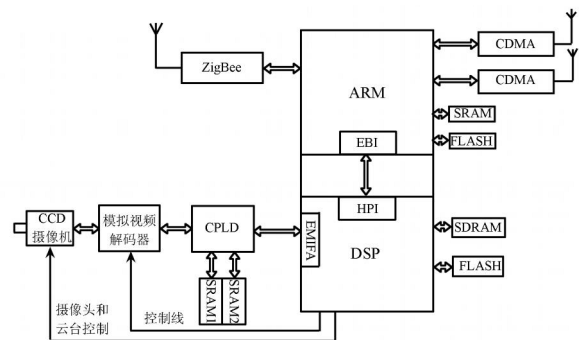 CDMA
ZigBee
CDMA
ARM
SRAM
EBI
FLASH
CCD
摄像机
模拟视频
解码器
CPLD
EMIFA
HPI
DSP
SDRAM
FLASH
SRAM1
SRAM2
摄像头和
云台控制
控制线